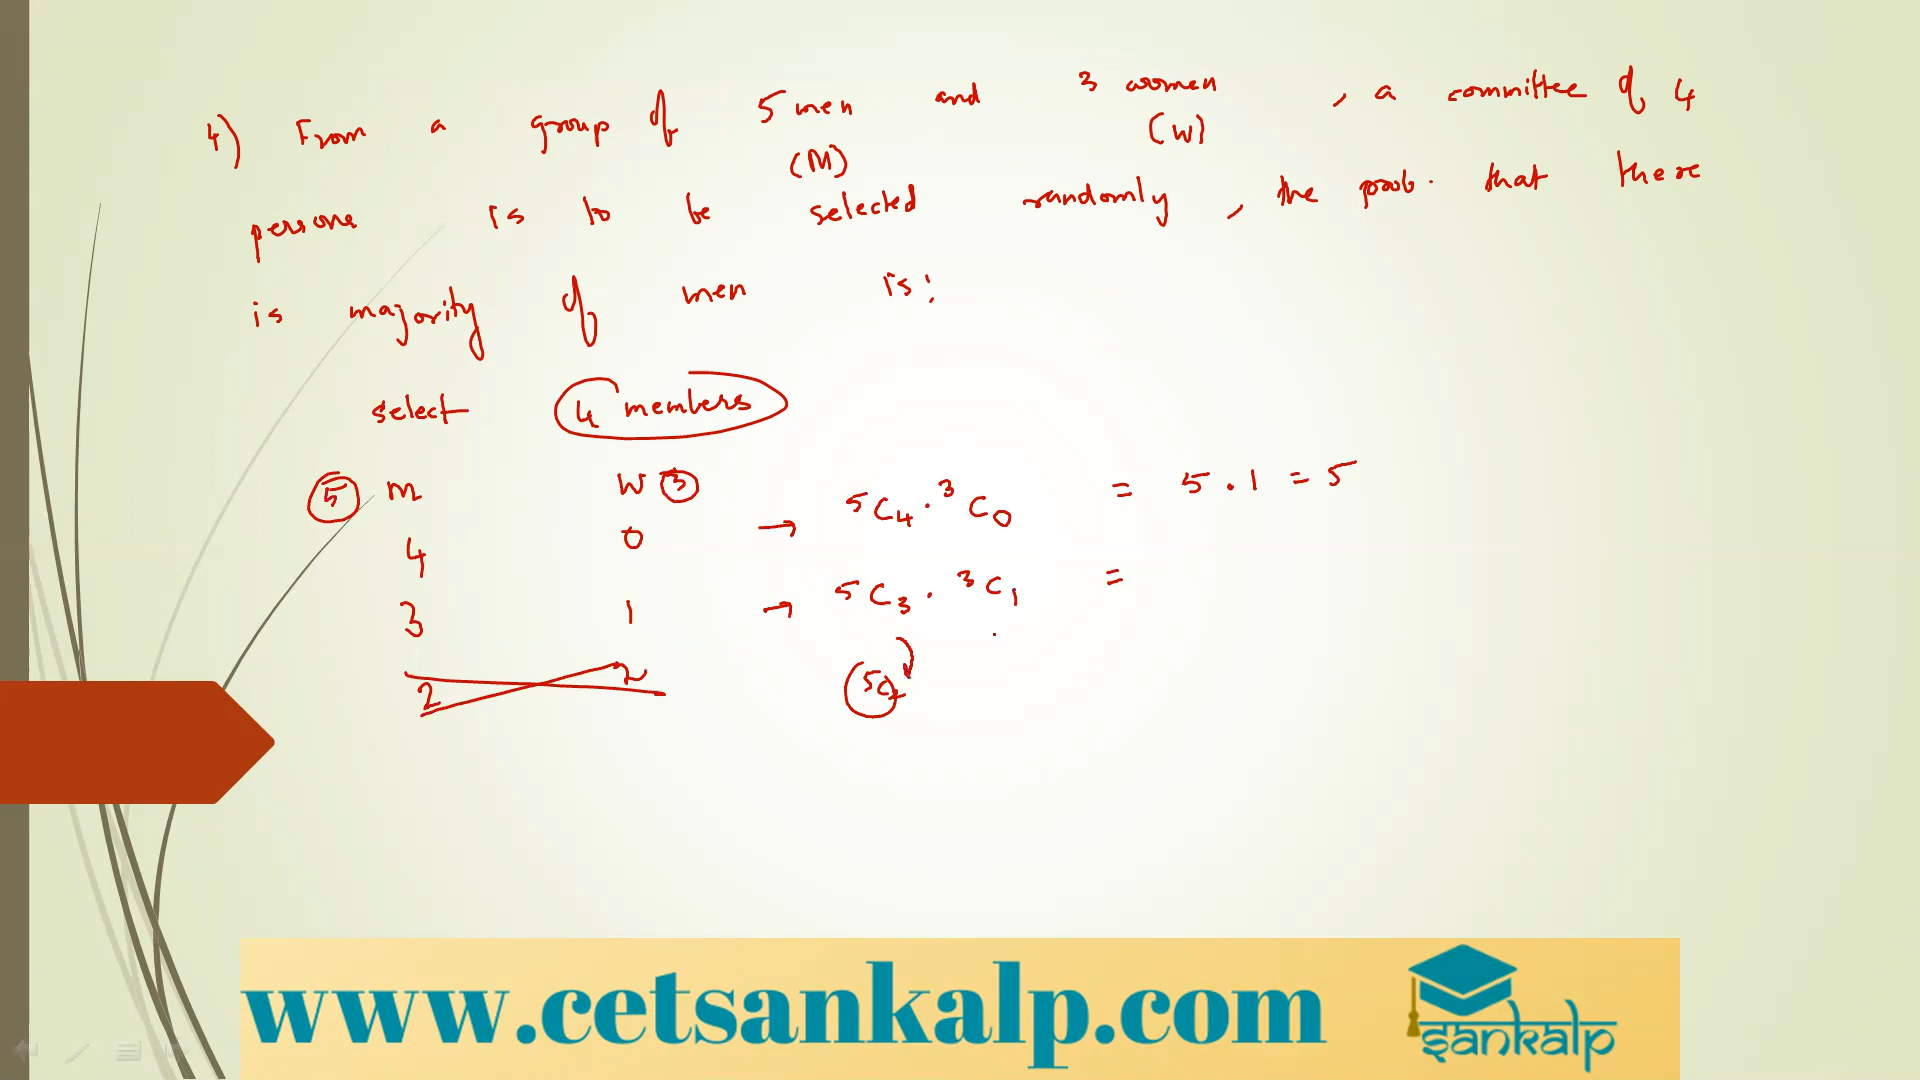 4) From a group of 5 men and 3 women, a committee of 4
(M) (W)
persons is to be selected randomly, the prob. that there
is majority of men is:
select 4 members
5 M W 3
4 0 → ⁵C₄ · ³C₀ = 5 . 1 = 5
3 1 → ⁵C₃ · ³C₁ =
2 2 ⁵C₂
www.cetsankalp.com
sankalp